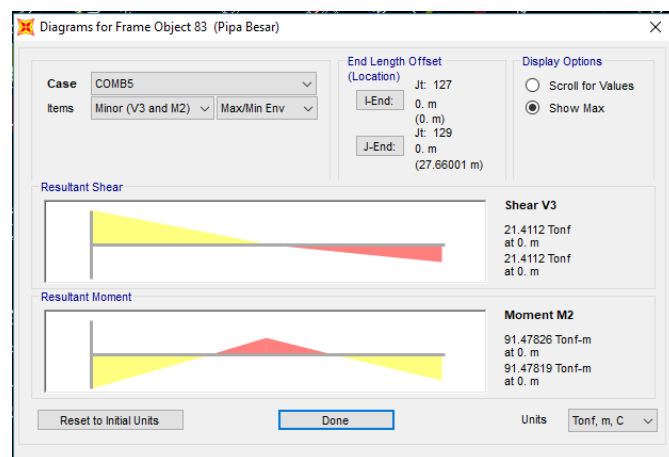 Diagrams for Frame Object 83 (Pipa Besar)
Case COMB5
Items Minor (V3 and M2) Max/Min Env
End Length Offset
(Location)
Jt: 127
I-End: 0. m
(0. m)
Jt: 129
J-End: 0. m
(27.66001 m)
Display Options
Scroll for Values
Show Max
Resultant Shear
Shear V3
21.4112 Tonf
at 0. m
21.4112 Tonf
at 0. m
Resultant Moment
Moment M2
91.47826 Tonf-m
at 0. m
91.47819 Tonf-m
at 0. m
Reset to Initial Units Done Units Tonf, m, C